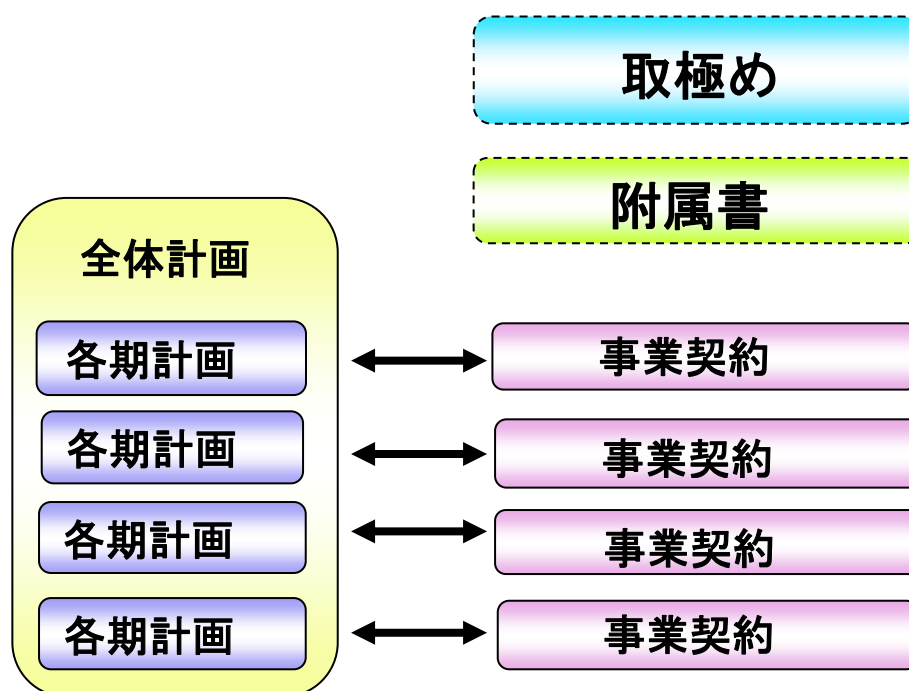 取極め
附属書
全体計画
各期計画
事業契約
各期計画
事業契約
各期計画
事業契約
各期計画
事業契約